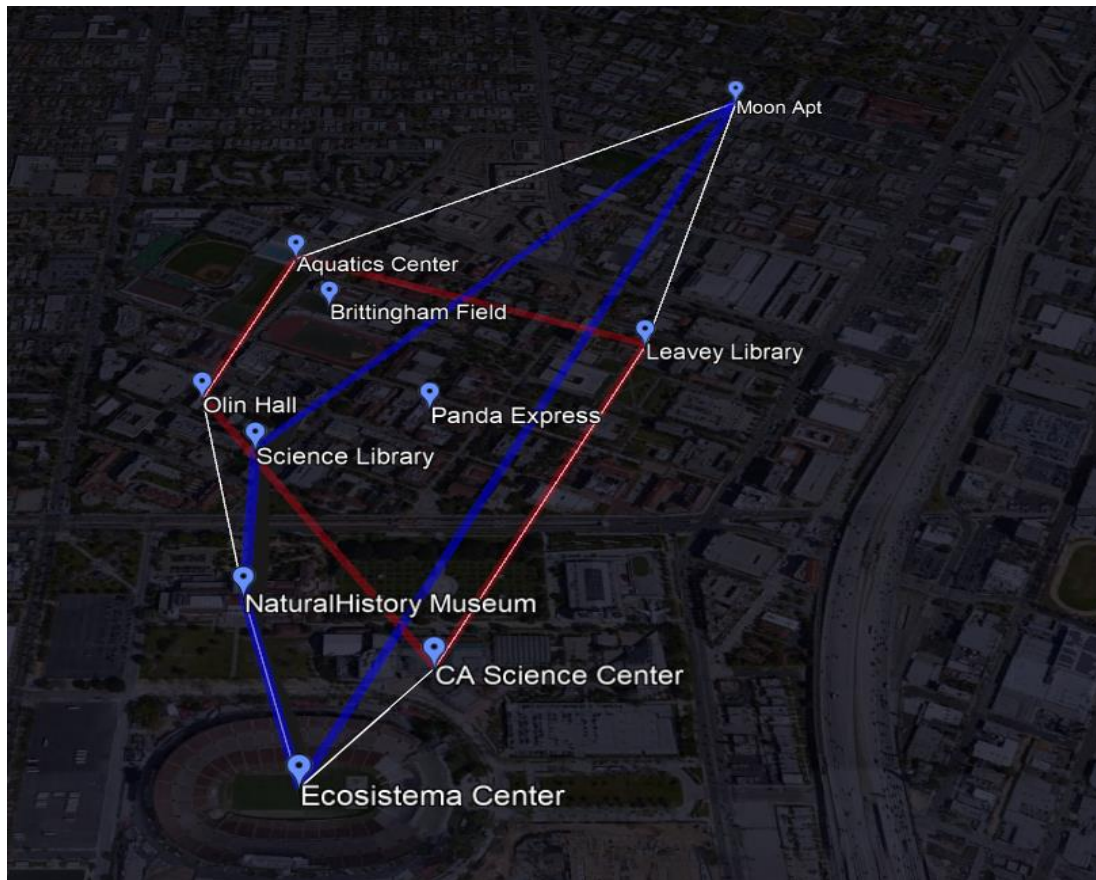 Moon Apt
Aquatics Center
Brittingham Field
Leavey Library
Olin Hall
Panda Express
Science Library
NaturalHistory Museum
CA Science Center
Ecosistema Center